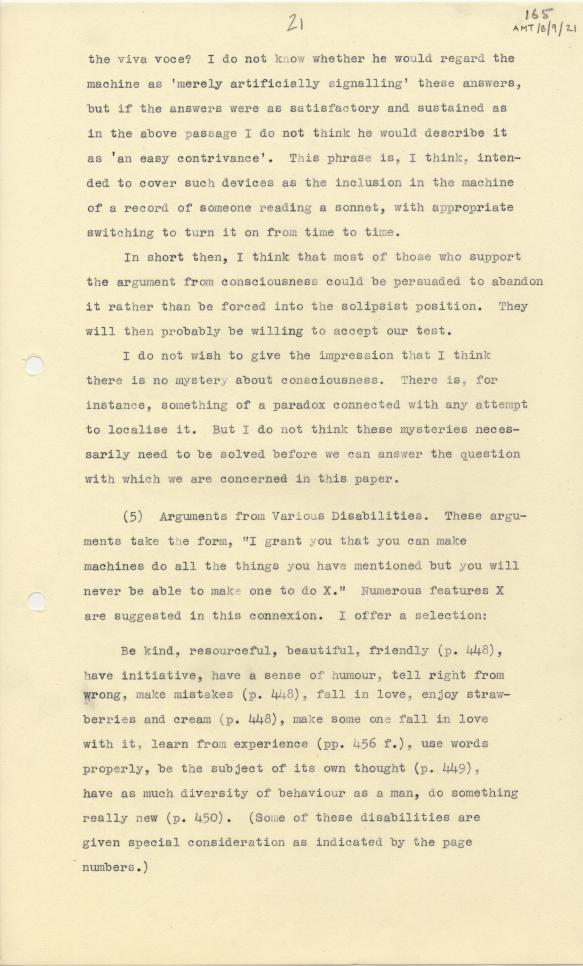 21
165
AMT/B/9/21
the viva voce? I do not know whether he would regard the
machine as 'merely artificially signalling' these answers,
but if the answers were as satisfactory and sustained as
in the above passage I do not think he would describe it
as 'an easy contrivance'. This phrase is, I think, inten-
ded to cover such devices as the inclusion in the machine
of a record of someone reading a sonnet, with appropriate
switching to turn it on from time to time.
In short then, I think that most of those who support
the argument from consciousness could be persuaded to abandon
it rather than be forced into the solipsist position. They
will then probably be willing to accept our test.
I do not wish to give the impression that I think
there is no mystery about consciousness. There is, for
instance, something of a paradox connected with any attempt
to localise it. But I do not think these mysteries neces-
sarily need to be solved before we can answer the question
with which we are concerned in this paper.
(5) Arguments from Various Disabilities. These argu-
ments take the form, "I grant you that you can make
machines do all the things you have mentioned but you will
never be able to make one to do X." Numerous features X
are suggested in this connexion. I offer a selection:
Be kind, resourceful, beautiful, friendly (p. 448),
have initiative, have a sense of humour, tell right from
wrong, make mistakes (p. 448), fall in love, enjoy straw-
berries and cream (p. 448), make some one fall in love
with it, learn from experience (pp. 456 f.), use words
properly, be the subject of its own thought (p. 449),
have as much diversity of behaviour as a man, do something
really new (p. 450). (Some of these disabilities are
given special consideration as indicated by the page
numbers.)